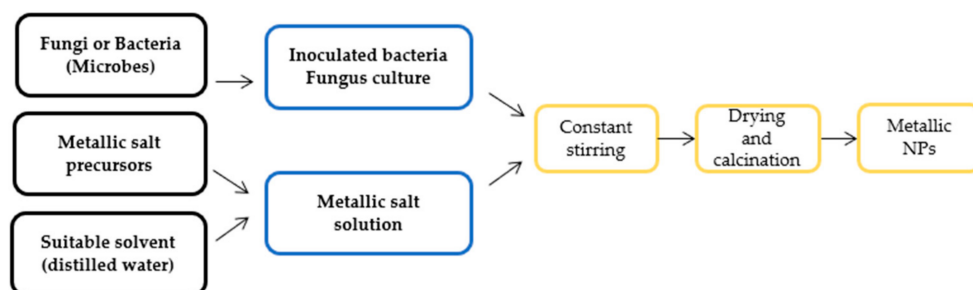 Fungi or Bacteria
(Microbes)
Inoculated bacteria
Fungus culture
Metallic salt
precursors
Suitable solvent
(distilled water)
Metallic salt
solution
Constant
stirring
Drying
and
calcination
Metallic
NPs